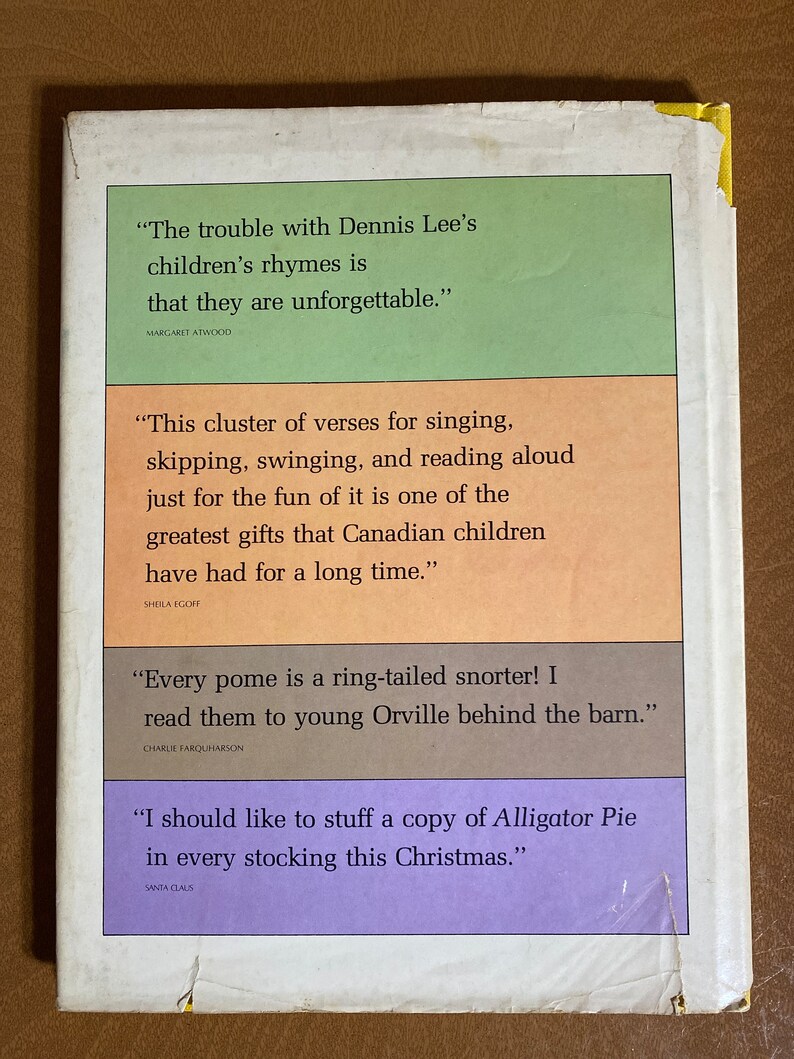 “The trouble with Dennis Lee’s
children’s rhymes is
that they are unforgettable.”
MARGARET ATWOOD
“This cluster of verses for singing,
skipping, swinging, and reading aloud
just for the fun of it is one of the
greatest gifts that Canadian children
have had for a long time.”
SHEILA EGOFF
“Every pome is a ring-tailed snorter! I
read them to young Orville behind the barn.”
CHARLIE FARQUHARSON
“I should like to stuff a copy of Alligator Pie
in every stocking this Christmas.”
SANTA CLAUS